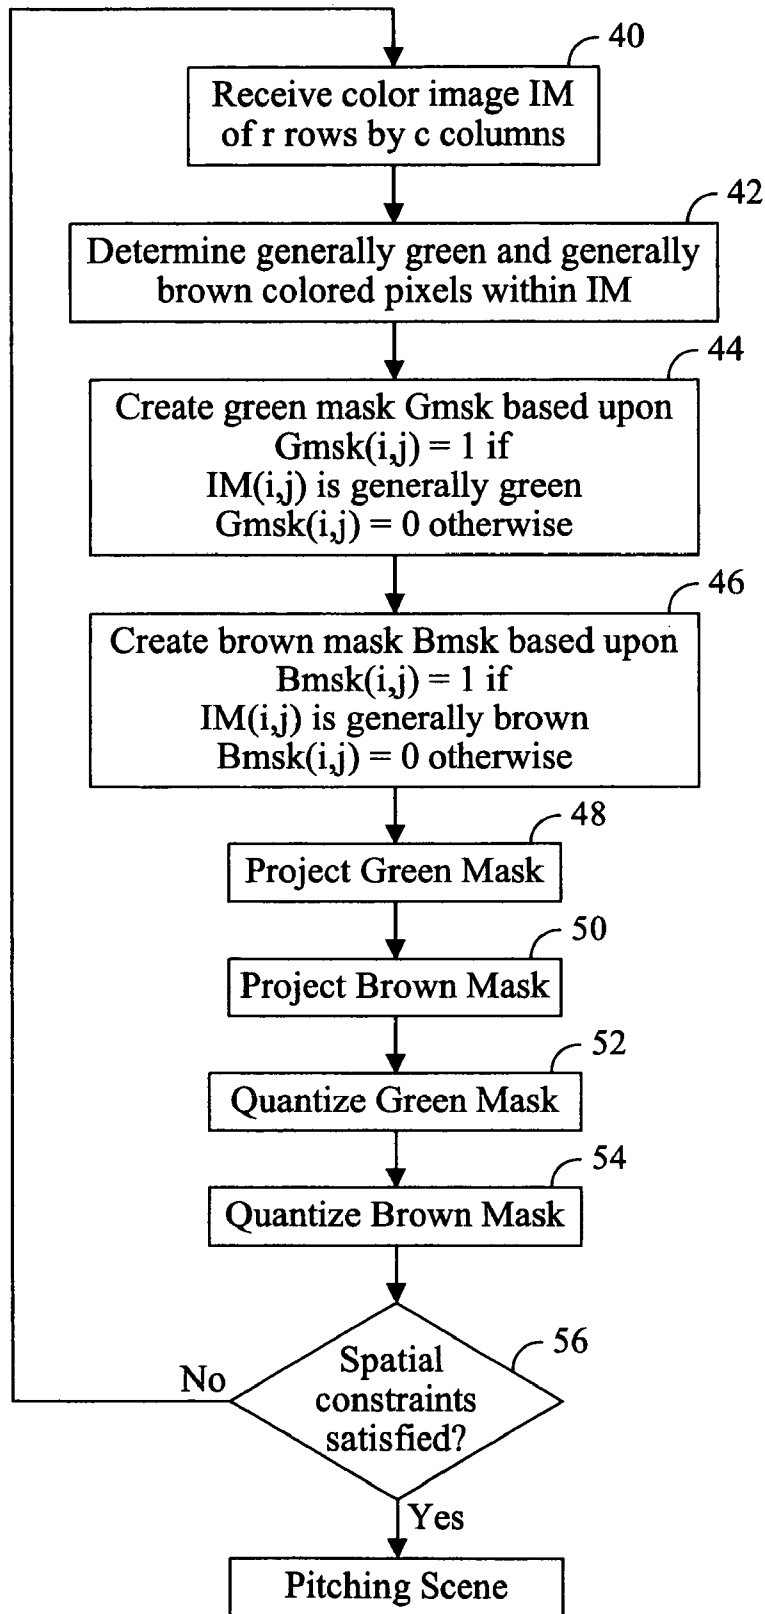 40
Receive color image IM
of r rows by c columns
42
Determine generally green and generally
brown colored pixels within IM
44
Create green mask Gmsk based upon
Gmsk(i,j) = 1 if
IM(i,j) is generally green
Gmsk(i,j) = 0 otherwise
46
Create brown mask Bmsk based upon
Bmsk(i,j) = 1 if
IM(i,j) is generally brown
Bmsk(i,j) = 0 otherwise
48
Project Green Mask
50
Project Brown Mask
52
Quantize Green Mask
54
Quantize Brown Mask
56
Spatial
constraints
satisfied?
No
Yes
Pitching Scene